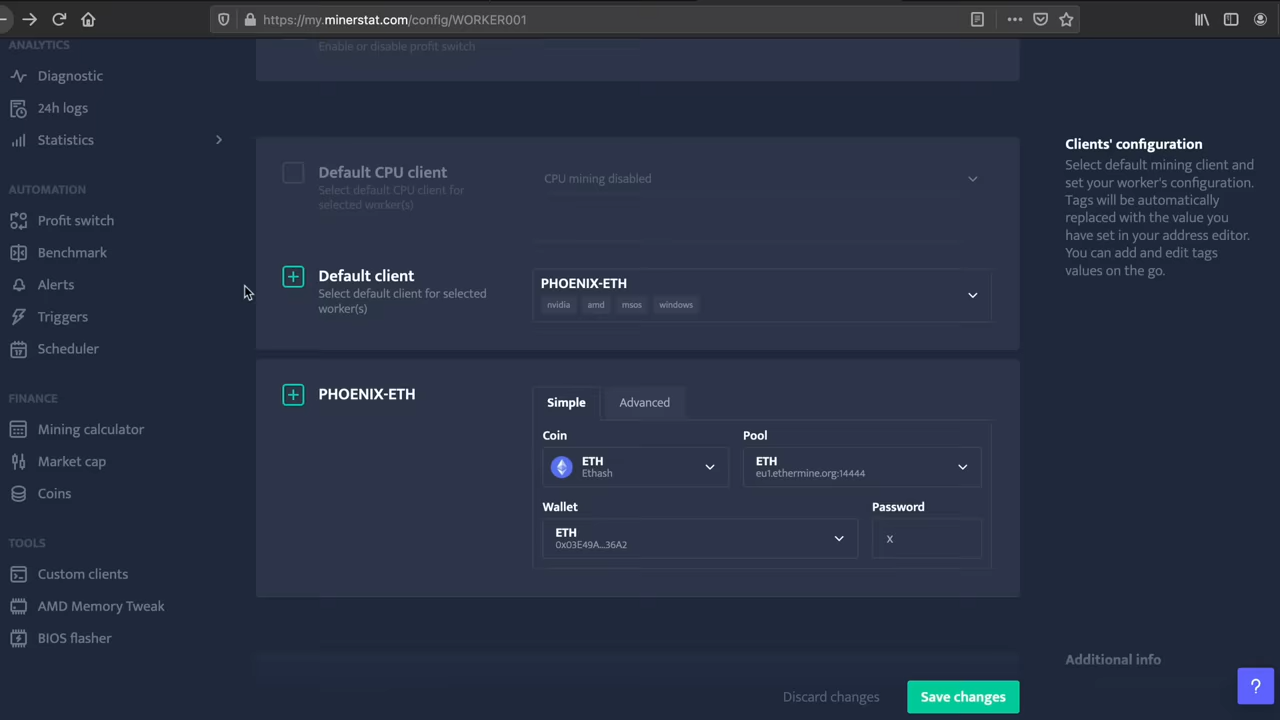 https://my.minerstat.com/config/WORKER001
ANALYTICS
Diagnostic
24h logs
Statistics
AUTOMATION
Profit switch
Benchmark
Alerts
Triggers
Scheduler
FINANCE
Mining calculator
Market cap
Coins
TOOLS
Custom clients
AMD Memory Tweak
BIOS flasher
Enable or disable profit switch
Default CPU client
Select default CPU client for
selected worker(s)
CPU mining disabled
Default client
Select default client for selected
worker(s)
PHOENIX-ETH
nvidia amd msos windows
PHOENIX-ETH
Simple Advanced
Coin Pool
ETH
Ethash
ETH
eu1.ethermine.org:14444
Wallet Password
ETH
0x03E49A...36A2
x
Clients' configuration
Select default mining client and
set your worker's configuration.
Tags will be automatically
replaced with the value you
have set in your address editor.
You can add and edit tags
values on the go.
Additional info
Discard changes Save changes
?